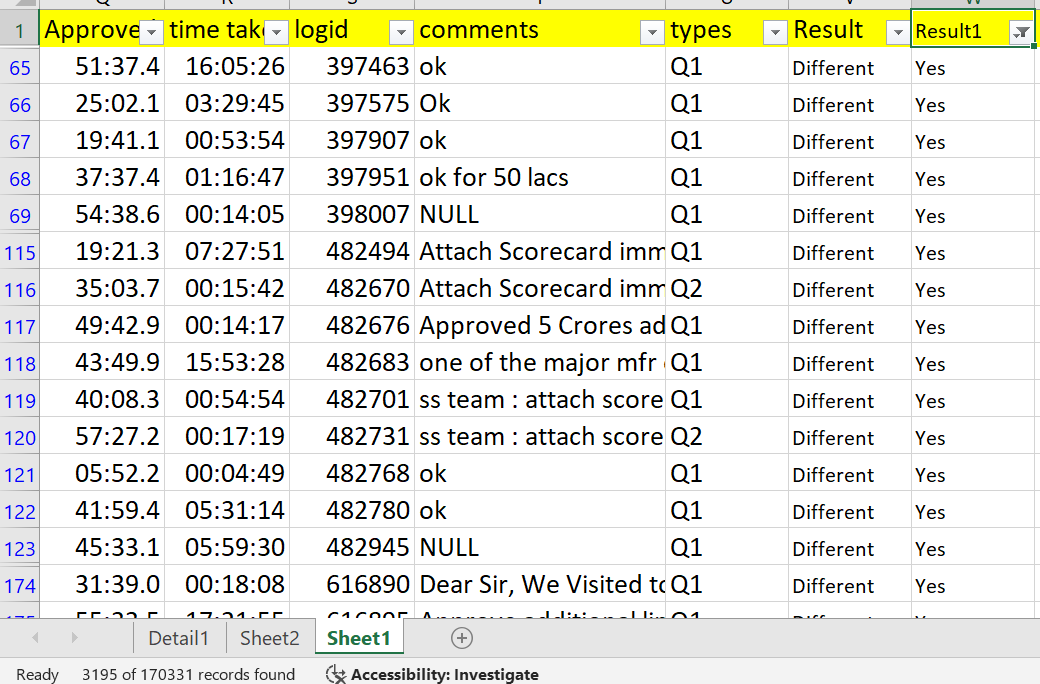 1 Approve time take logid comments types Result Result1
65 51:37.4 16:05:26 397463 ok Q1 Different Yes
66 25:02.1 03:29:45 397575 Ok Q1 Different Yes
67 19:41.1 00:53:54 397907 ok Q1 Different Yes
68 37:37.4 01:16:47 397951 ok for 50 lacs Q1 Different Yes
69 54:38.6 00:14:05 398007 NULL Q1 Different Yes
115 19:21.3 07:27:51 482494 Attach Scorecard imm Q1 Different Yes
116 35:03.7 00:15:42 482670 Attach Scorecard imm Q2 Different Yes
117 49:42.9 00:14:17 482676 Approved 5 Crores ad Q1 Different Yes
118 43:49.9 15:53:28 482683 one of the major mfr Q1 Different Yes
119 40:08.3 00:54:54 482701 ss team : attach score Q1 Different Yes
120 57:27.2 00:17:19 482731 ss team : attach score Q2 Different Yes
121 05:52.2 00:04:49 482768 ok Q1 Different Yes
122 41:59.4 05:31:14 482780 ok Q1 Different Yes
123 45:33.1 05:59:30 482945 NULL Q1 Different Yes
174 31:39.0 00:18:08 616890 Dear Sir, We Visited to Q1 Different Yes
Detail1 Sheet2 Sheet1
Ready 3195 of 170331 records found Accessibility: Investigate